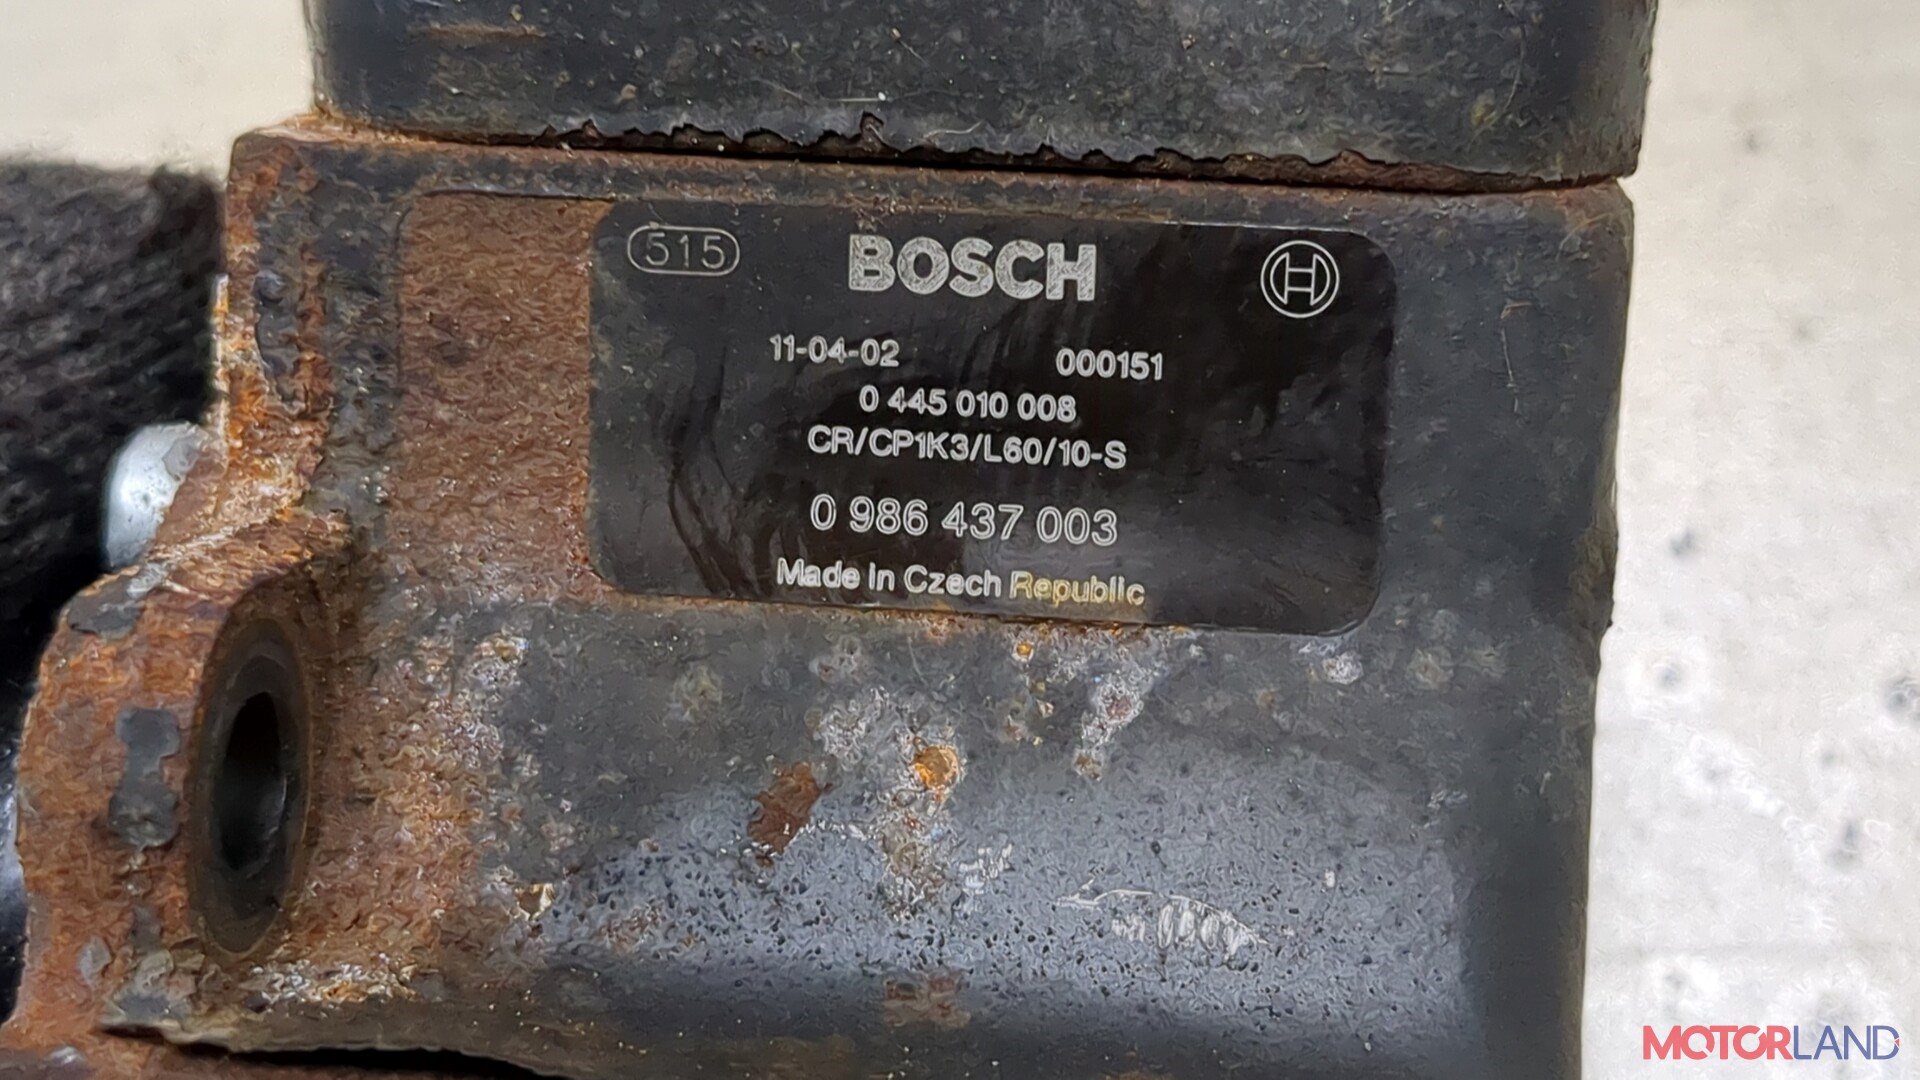 515 BOSCH
11-04-02 000151
0 445 010 008
CR/CP1K3/L60/10-S
0 986 437 003
Made in Czech Republic
MOTORLAND